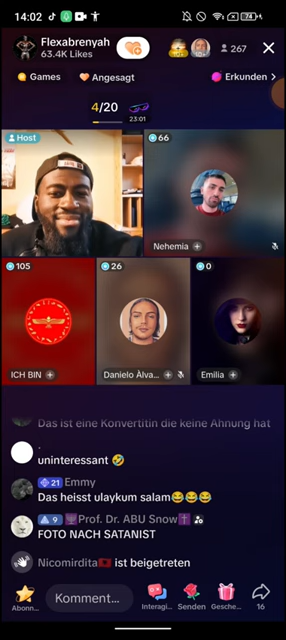 14:02
74
Flexabrenyah
63.4K Likes
267
Games
Angesagt
Erkunden >
4/20
23:01
Host
66
Nehemia +
105
26
0
ICH BIN +
Danielo Àlva... +
Emilia +
Das ist eine Konvertitin die keine Ahnung hat
.
uninteressant 🤣
21 Emmy
Das heisst ulaykum salam😂😂😂
9 🕎Prof. Dr. ABU Snow✝️
FOTO NACH SATANIST
Nicomirdita🇦🇱 ist beigetreten
Abonn...
Komment...
Interagi...
Senden
Gesche...
16